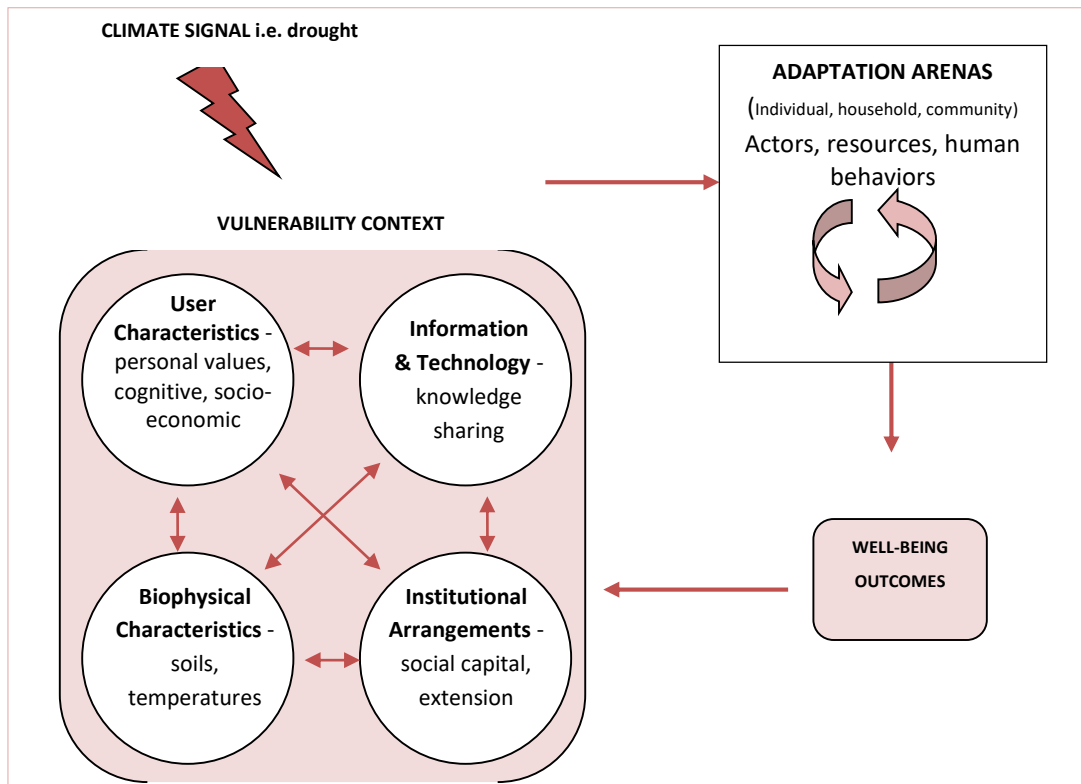 CLIMATE SIGNAL i.e. drought
ADAPTATION ARENAS
(Individual, household, community)
Actors, resources, human
behaviors
VULNERABILITY CONTEXT
User
Characteristics -
personal values,
cognitive, socio-
economic
Information
& Technology -
knowledge
sharing
Biophysical
Characteristics -
soils,
temperatures
Institutional
Arrangements -
social capital,
extension
WELL-BEING
OUTCOMES